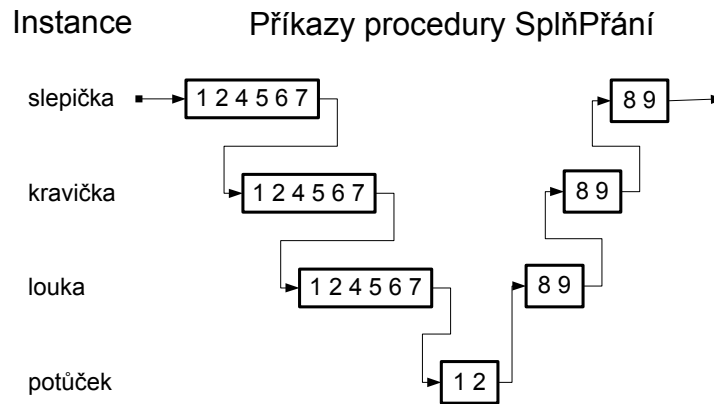 Instance Příkazy procedury SplňPřání
slepička 1 2 4 5 6 7 8 9
kravička 1 2 4 5 6 7 8 9
louka 1 2 4 5 6 7 8 9
potůček 1 2